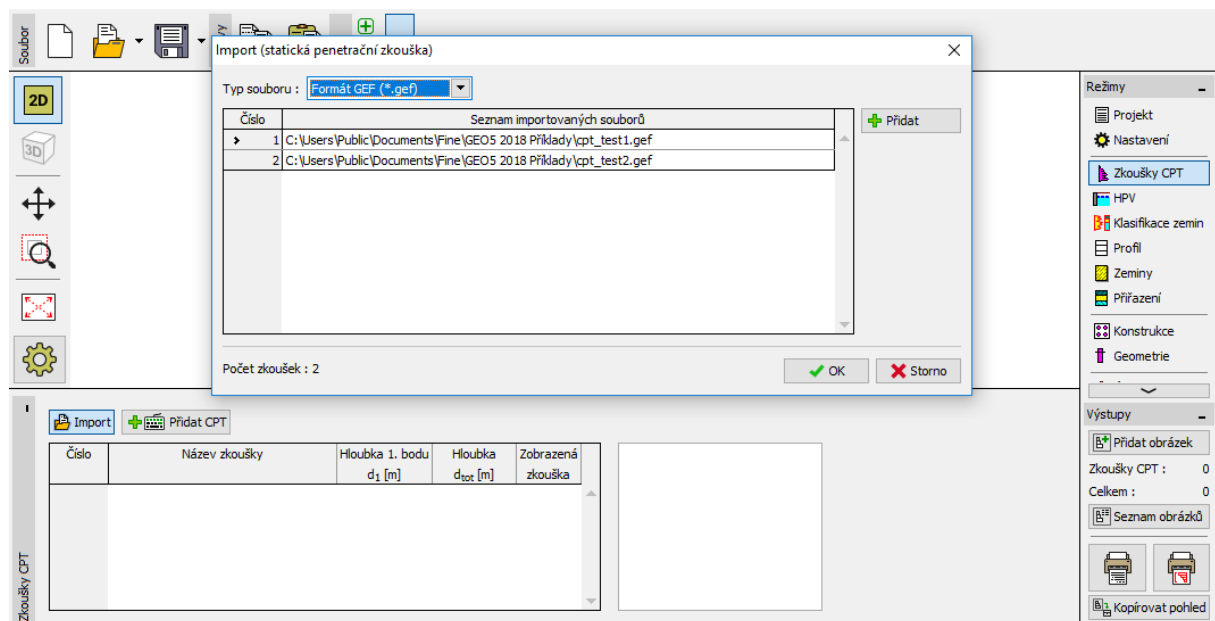 Soubor
Import (statická penetrační zkouška)
Typ souboru : Formát GEF (*.gef)
Číslo Seznam importovaných souborů
1 C:\Users\Public\Documents\Fine\GEO5 2018 Příklady\cpt_test1.gef
2 C:\Users\Public\Documents\Fine\GEO5 2018 Příklady\cpt_test2.gef
Přidat
Počet zkoušek : 2
OK Storno
2D
3D
Režimy
Projekt
Nastavení
Zkoušky CPT
HPV
Klasifikace zemin
Profil
Zeminy
Přiřazení
Konstrukce
Geometrie
Výstupy
Přidat obrázek
Zkoušky CPT : 0
Celkem : 0
Seznam obrázků
Kopírovat pohled
Import Přidat CPT
Číslo Název zkoušky Hloubka 1. bodu Hloubka Zobrazená
d1 [m] dtot [m] zkouška
Zkoušky CPT